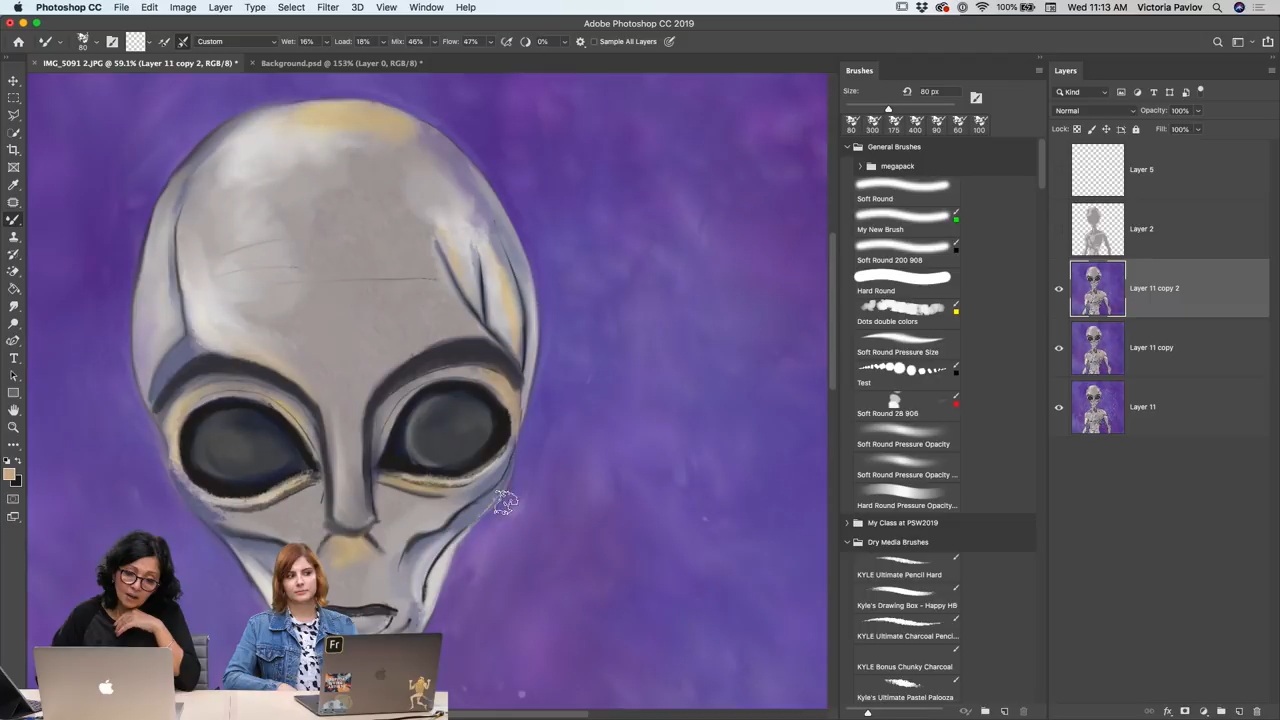 Photoshop CC File Edit Image Layer Type Select Filter 3D View Window Help 100% Wed 11:13 AM Victoria Pavlov
Adobe Photoshop CC 2019
80 Custom Wet: 16% Load: 18% Mix: 46% Flow: 47% 0% Sample All Layers
IMG_5091 2.JPG @ 59.1% (Layer 11 copy 2, RGB/8) * Background.psd @ 153% (Layer 0, RGB/8) *
Brushes
Size: 80 px
80 300 175 400 90 60 100
General Brushes
megapack
Soft Round
My New Brush
Soft Round 200 908
Hard Round
Dots double colors
Soft Round Pressure Size
Test
Soft Round 28 906
Soft Round Pressure Opacity
Soft Round Pressure Opacity ...
Hard Round Pressure Opacity...
My Class at PSW2019
Dry Media Brushes
KYLE Ultimate Pencil Hard
Kyle's Drawing Box - Happy HB
KYLE Ultimate Charcoal Penci...
KYLE Bonus Chunky Charcoal
Kyle's Ultimate Pastel Palooza
Layers
Kind
Normal Opacity: 100%
Lock: Fill: 100%
Layer 5
Layer 2
Layer 11 copy 2
Layer 11 copy
Layer 11
Fr